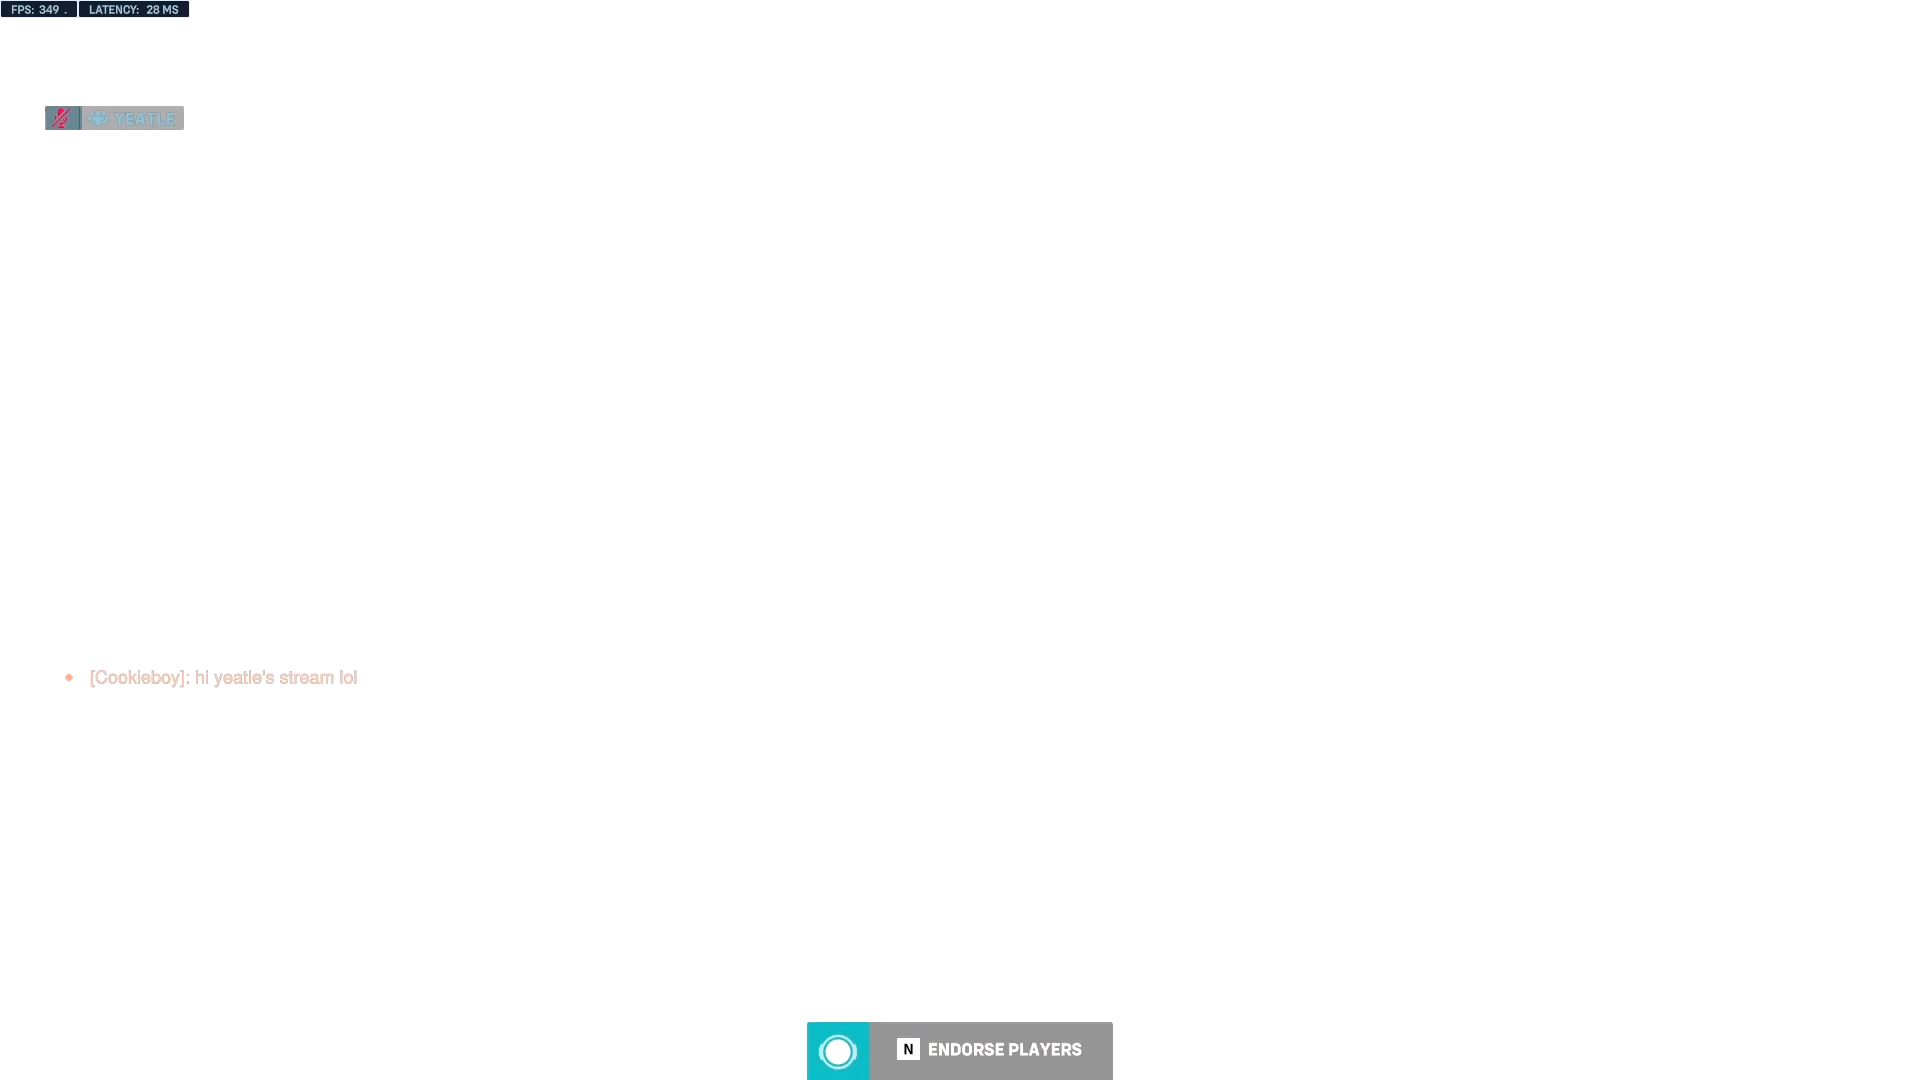 FPS: 349 . LATENCY: 28 MS
YEATLE
[Cookieboy]: hi yeatle's stream lol
N ENDORSE PLAYERS